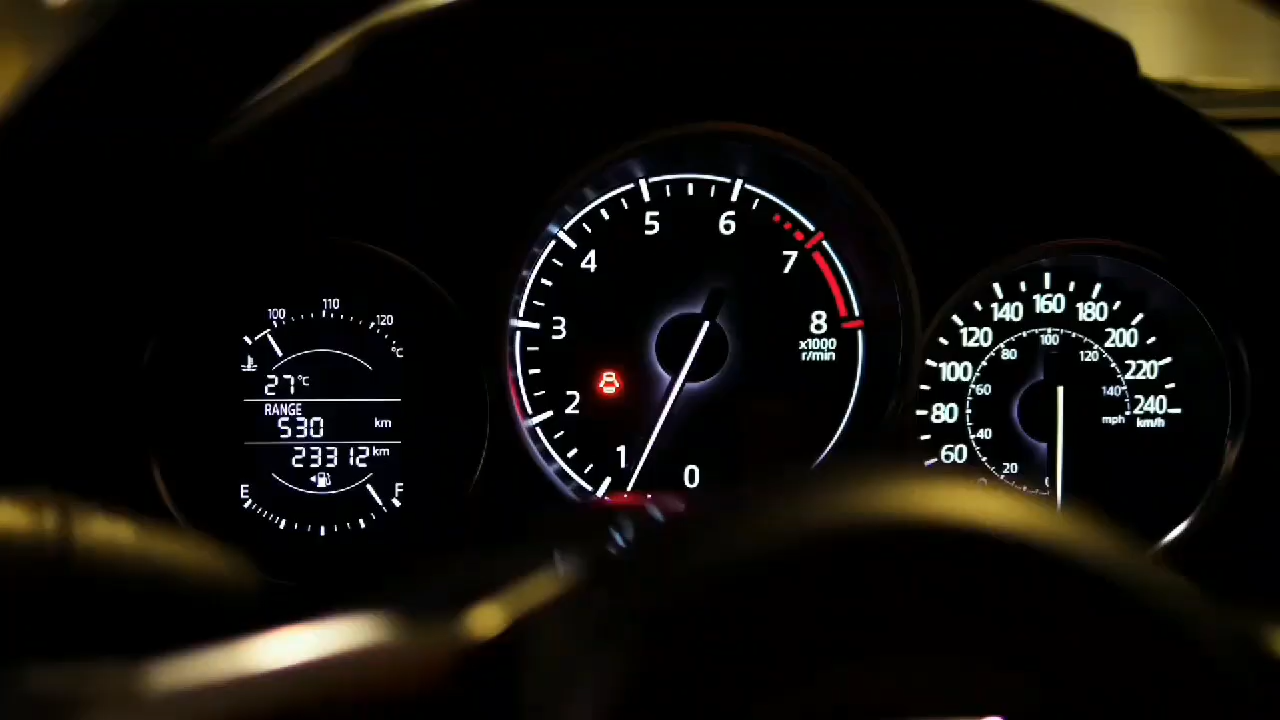 100 110 120
°C
27°C
RANGE
530 km
23312 km
E F
0 1 2 3 4 5 6 7 8
x1000
r/min
60 80 100 120 140 160 180 200 220 240
km/h
20 40 60 80 100 120 140
mph